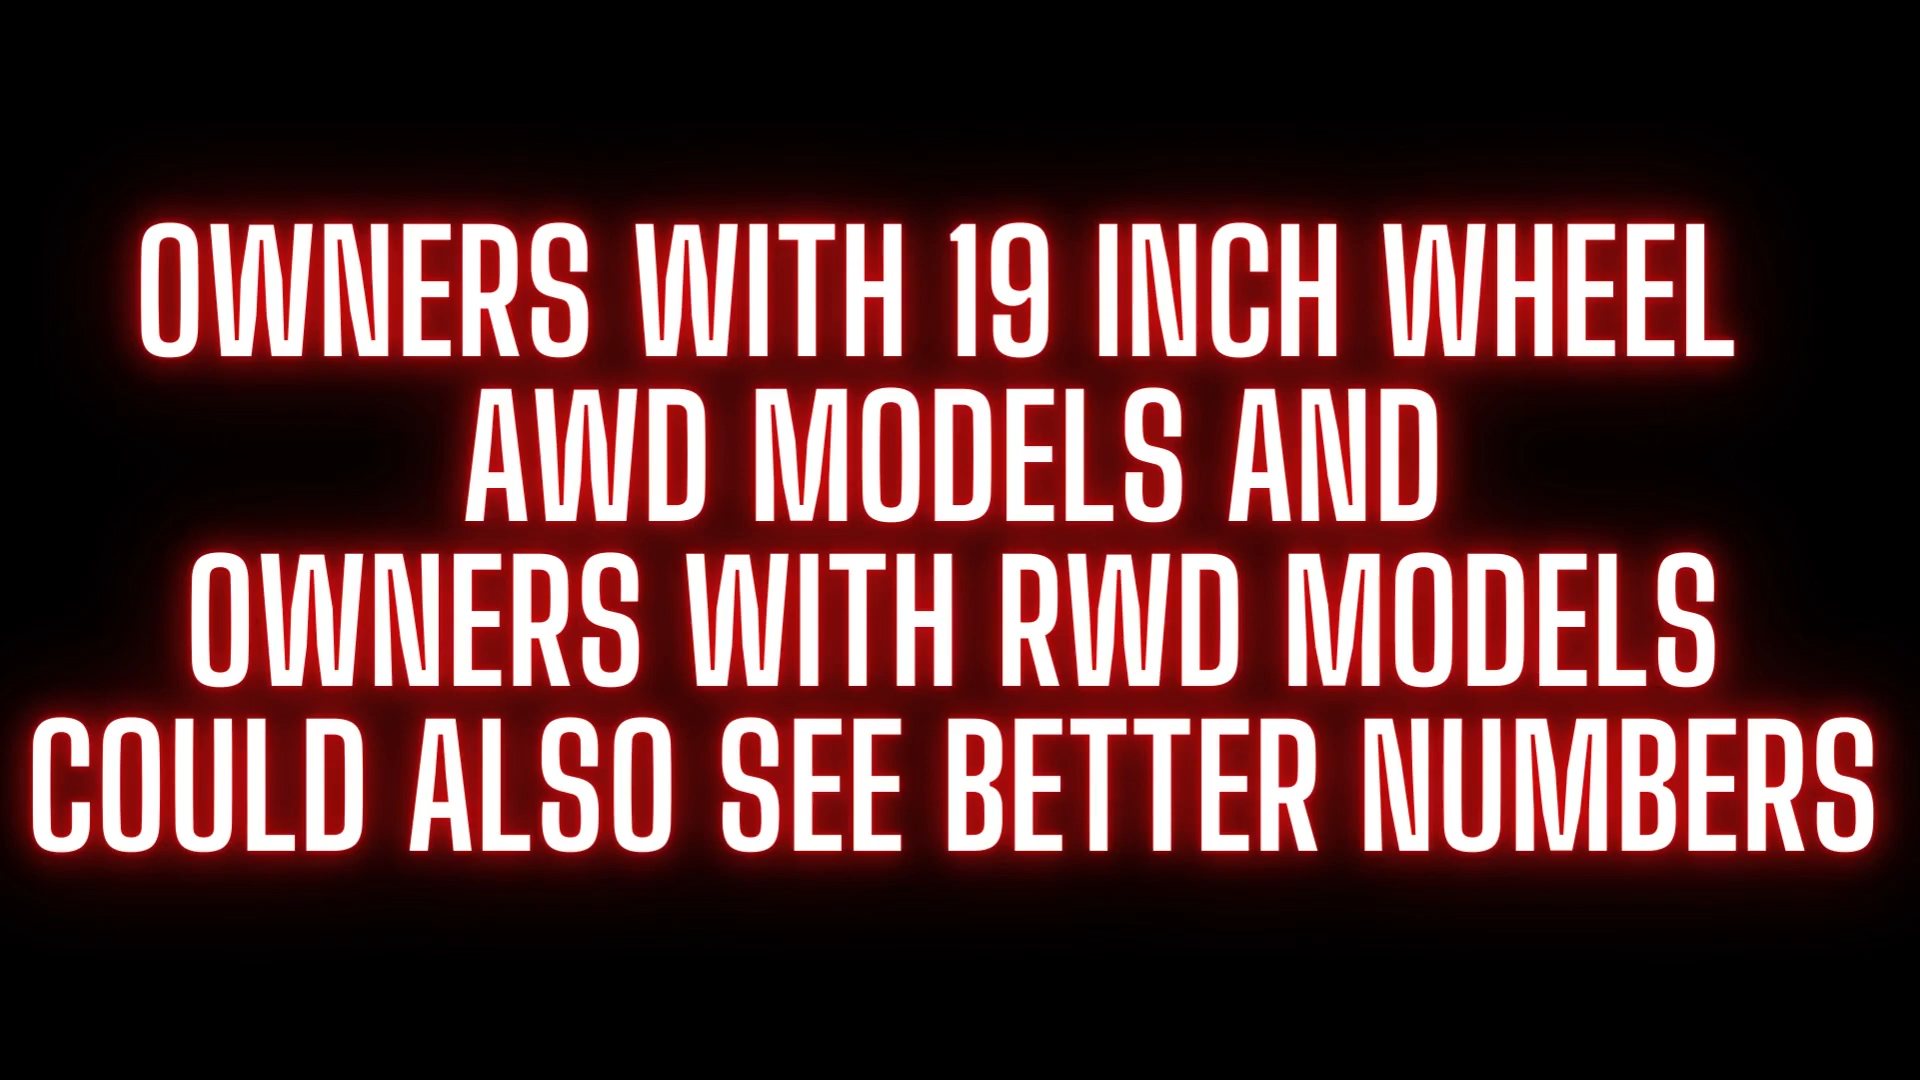 OWNERS WITH 19 INCH WHEEL
AWD MODELS AND
OWNERS WITH RWD MODELS
COULD ALSO SEE BETTER NUMBERS